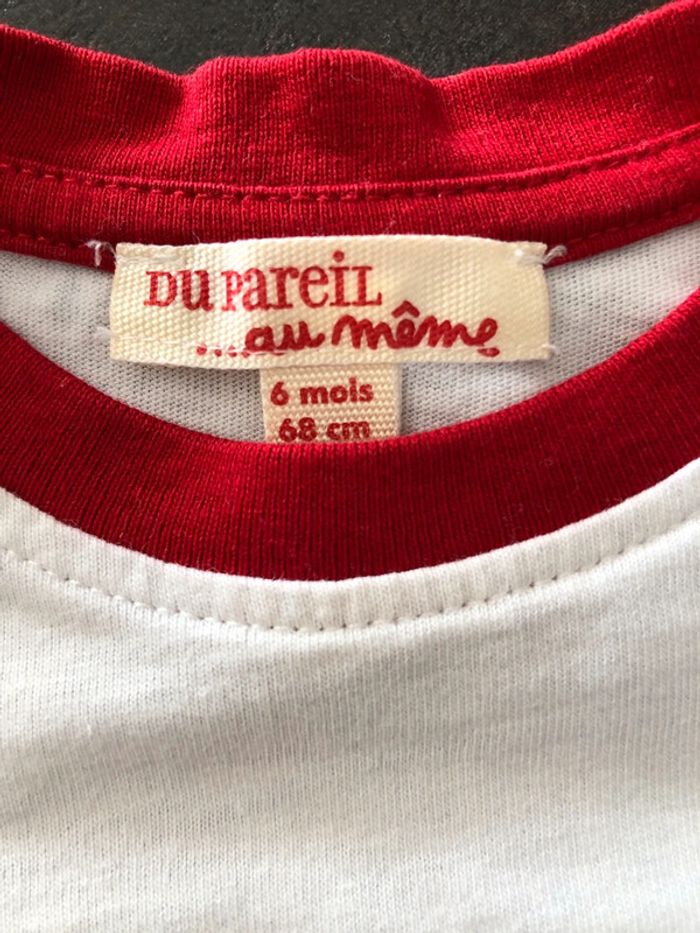 Du Pareil
...au même
6 mois
68 cm